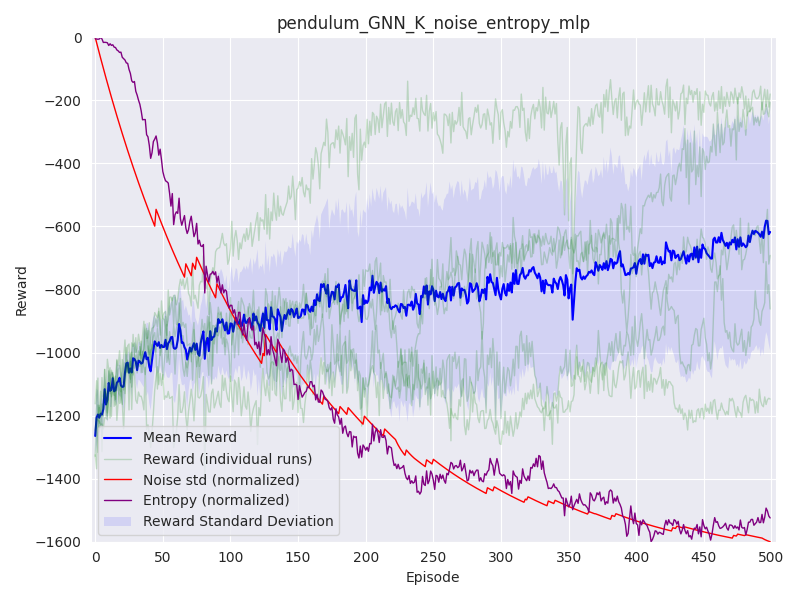 pendulum_GNN_K_noise_entropy_mlp
0
−200
−400
−600
−800
−1000
−1200
−1400
−1600
Reward
Mean Reward
Reward (individual runs)
Noise std (normalized)
Entropy (normalized)
Reward Standard Deviation
0 50 100 150 200 250 300 350 400 450 500
Episode